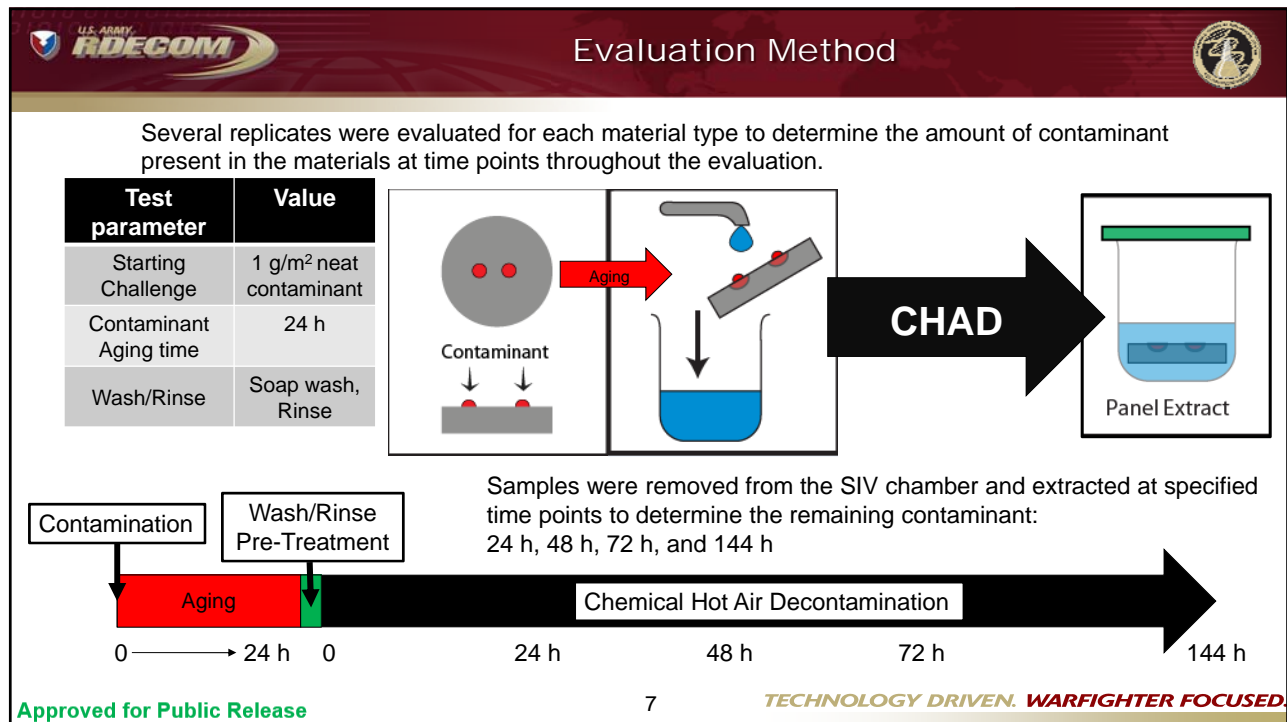 U.S. ARMY
RDECOM
Evaluation Method
Several replicates were evaluated for each material type to determine the amount of contaminant
present in the materials at time points throughout the evaluation.
Test
parameter
Value
Starting
Challenge
1 g/m² neat
contaminant
Contaminant
Aging time
24 h
Wash/Rinse
Soap wash,
Rinse
Contaminant
Aging
CHAD
Panel Extract
Samples were removed from the SIV chamber and extracted at specified
time points to determine the remaining contaminant:
24 h, 48 h, 72 h, and 144 h
Contamination
Wash/Rinse
Pre-Treatment
Aging
Chemical Hot Air Decontamination
0 24 h 0 24 h 48 h 72 h 144 h
Approved for Public Release
7
TECHNOLOGY DRIVEN. WARFIGHTER FOCUSED.